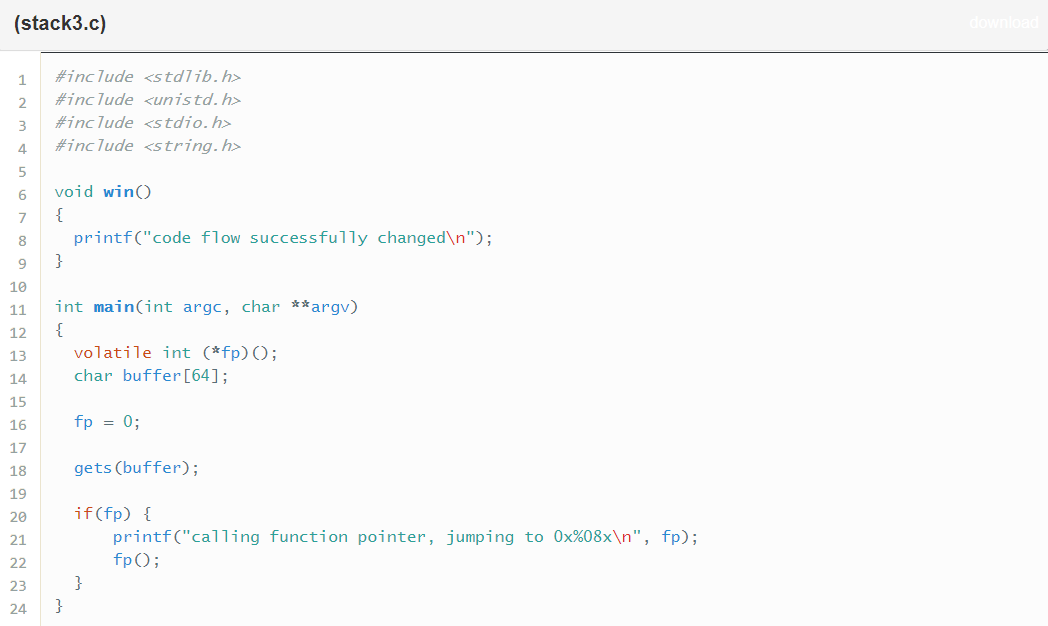 (stack3.c)
download
1 #include <stdlib.h>
2 #include <unistd.h>
3 #include <stdio.h>
4 #include <string.h>
5
6 void win()
7 {
8   printf("code flow successfully changed\n");
9 }
10
11 int main(int argc, char **argv)
12 {
13   volatile int (*fp)();
14   char buffer[64];
15
16   fp = 0;
17
18   gets(buffer);
19
20   if(fp) {
21       printf("calling function pointer, jumping to 0x%08x\n", fp);
22       fp();
23   }
24 }